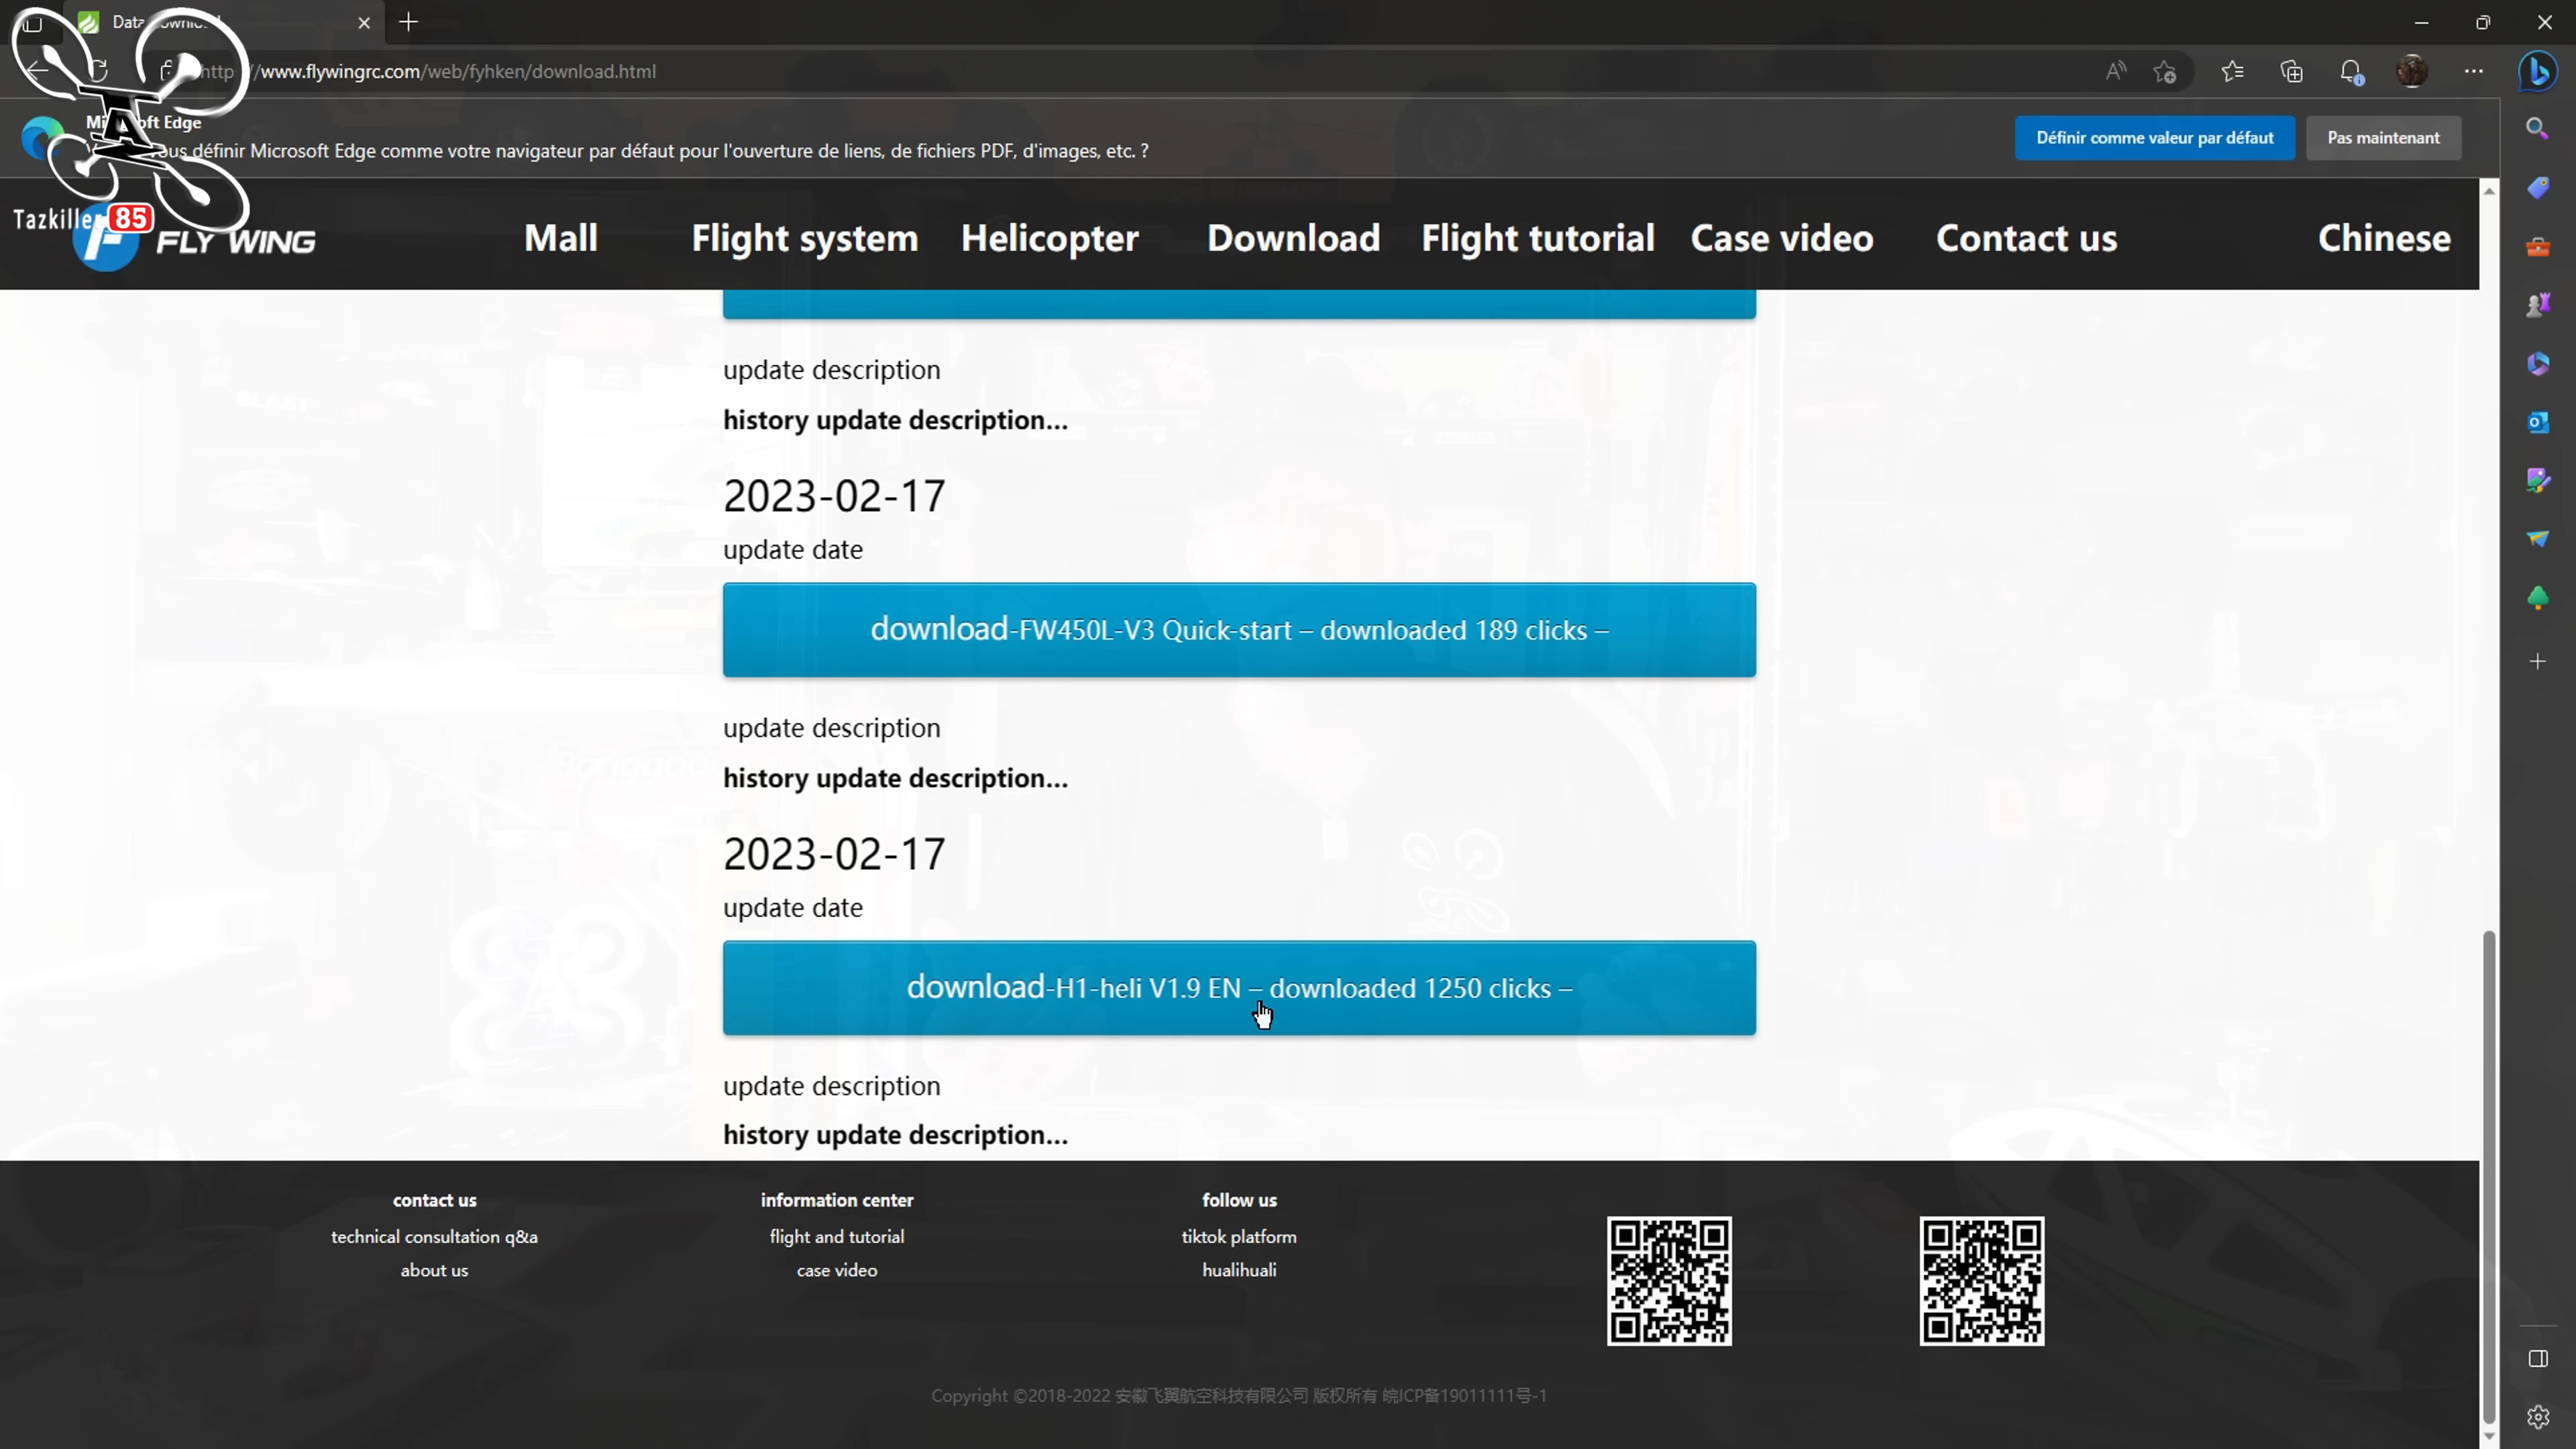 Data
http //www.flywingrc.com/web/fyhken/download.html
Microsoft Edge
ous définir Microsoft Edge comme votre navigateur par défaut pour l'ouverture de liens, de fichiers PDF, d'images, etc. ?
Définir comme valeur par défaut
Pas maintenant
A
Tazkiller 85
FLY WING
Mall
Flight system
Helicopter
Download
Flight tutorial
Case video
Contact us
Chinese
update description
history update description...
2023-02-17
update date
download-FW450L-V3 Quick-start – downloaded 189 clicks –
update description
history update description...
2023-02-17
update date
download-H1-heli V1.9 EN – downloaded 1250 clicks –
update description
history update description...
contact us
technical consultation q&a
about us
information center
flight and tutorial
case video
follow us
tiktok platform
hualihuali
Copyright ©2018-2022 安徽飞翼航空科技有限公司 版权所有 皖ICP备19011111号-1